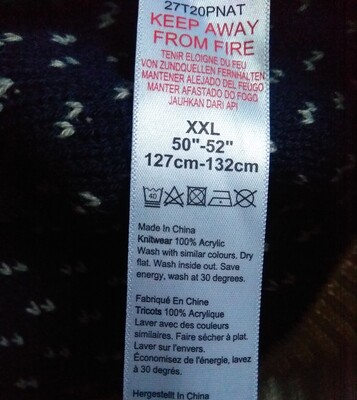 27T20PNAT
KEEP AWAY
FROM FIRE
TENIR ELOIGNE DU FEU
VON ZUNDQUELLEN FERNHALTEN
MANTENER ALEJADO DEL FUEGO
MANTER AFASTADO DO FOGO
JAUHKAN DARI API
XXL
50"-52"
127cm-132cm
40
Made In China
Knitwear 100% Acrylic
Wash with similar colours. Dry
flat. Wash inside out. Save
energy, wash at 30 degrees.
Fabriqué En Chine
Tricots 100% Acrylique
Laver avec des couleurs
similaires. Faire sécher à plat.
Laver sur l'envers.
Économisez de l'énergie, lavez
à 30 degrés.
Hergestellt In China